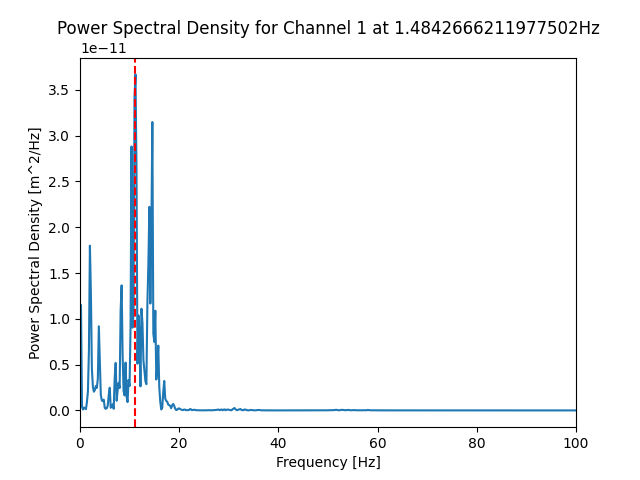 Power Spectral Density for Channel 1 at 1.4842666211977502Hz
1e−11
3.5
3.0
2.5
2.0
1.5
1.0
0.5
0.0
Power Spectral Density [m^2/Hz]
0 20 40 60 80 100
Frequency [Hz]